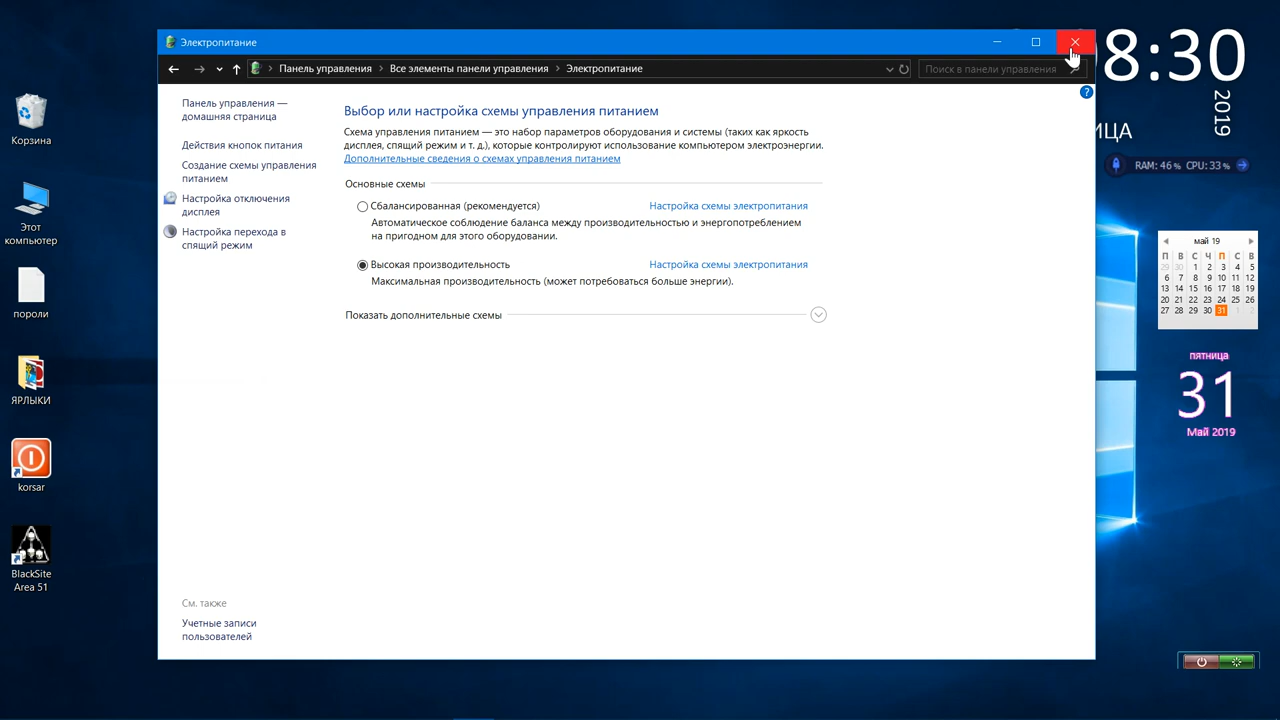 Электропитание
Панель управления
Все элементы панели управления
Электропитание
Поиск в панели управления
Панель управления —
домашняя страница
Действия кнопок питания
Создание схемы управления
питанием
Настройка отключения
дисплея
Настройка перехода в
спящий режим
См. также
Учетные записи
пользователей
Выбор или настройка схемы управления питанием
Схема управления питанием — это набор параметров оборудования и системы (таких как яркость
дисплея, спящий режим и т. д.), которые контролируют использование компьютером электроэнергии.
Дополнительные сведения о схемах управления питанием
Основные схемы
Сбалансированная (рекомендуется)
Настройка схемы электропитания
Автоматическое соблюдение баланса между производительностью и энергопотреблением
на пригодном для этого оборудовании.
Высокая производительность
Настройка схемы электропитания
Максимальная производительность (может потребоваться больше энергии).
Показать дополнительные схемы
?
Корзина
Этот
компьютер
пороли
ЯРЛЫКИ
korsar
BlackSite
Area 51
8:30
2019
ИЦА
RAM: 46 % CPU: 33 %
май 19
П В С Ч П С В
29 30 1 2 3 4 5
6 7 8 9 10 11 12
13 14 15 16 17 18 19
20 21 22 23 24 25 26
27 28 29 30 31 1 2
пятница
31
Май 2019